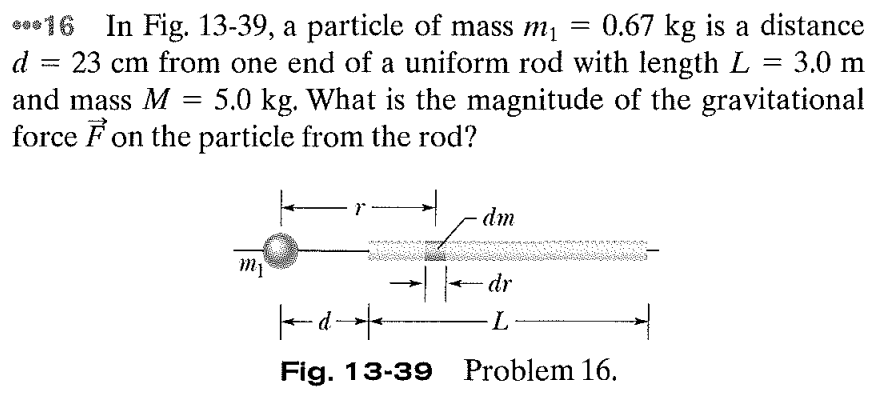 •••16 In Fig. 13-39, a particle of mass m₁ = 0.67 kg is a distance
d = 23 cm from one end of a uniform rod with length L = 3.0 m
and mass M = 5.0 kg. What is the magnitude of the gravitational
force F⃗ on the particle from the rod?
r
dm
m₁
dr
d
L
Fig. 13-39 Problem 16.